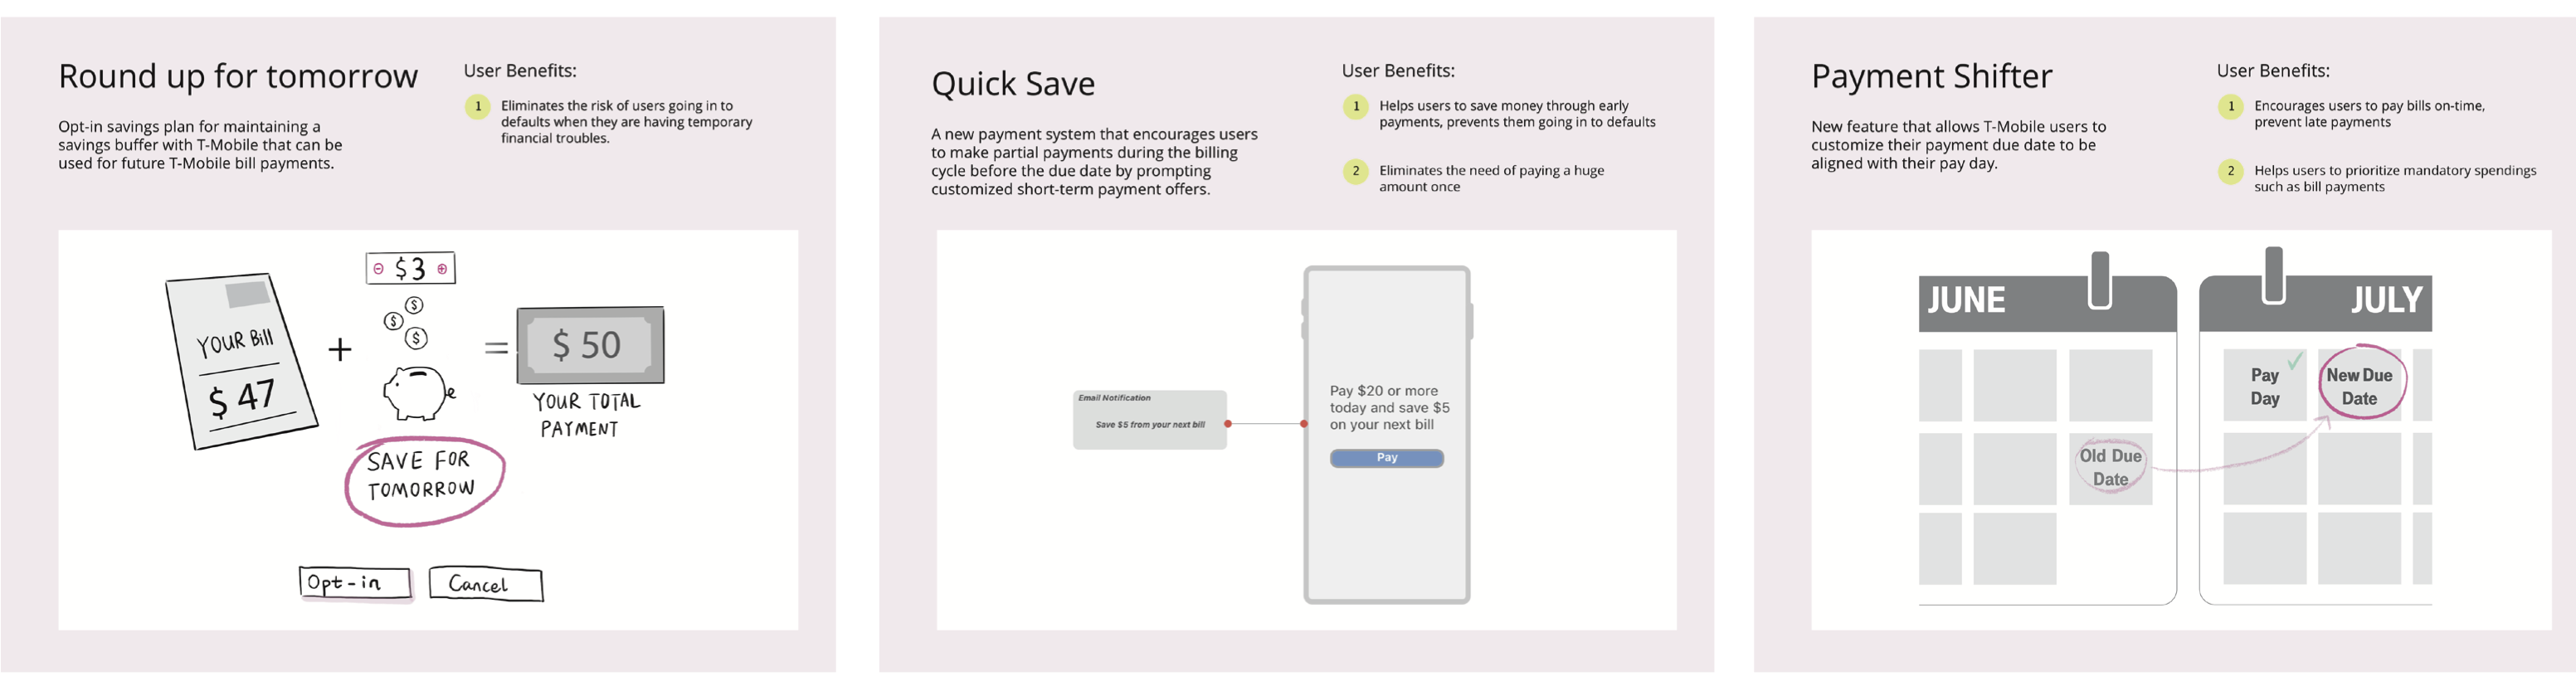 Round up for tomorrow
Opt-in savings plan for maintaining a
savings buffer with T-Mobile that can be
used for future T-Mobile bill payments.
User Benefits:
1
Eliminates the risk of users going in to
defaults when they are having temporary
financial troubles.
YOUR Bill
$ 47
+
$3
$
$
$
=
$ 50
YOUR TOTAL
PAYMENT
SAVE FOR
TOMORROW
Opt-in
Cancel
Quick Save
A new payment system that encourages users
to make partial payments during the billing
cycle before the due date by prompting
customized short-term payment offers.
User Benefits:
1
Helps users to save money through early
payments, prevents them going in to defaults
2
Eliminates the need of paying a huge
amount once
Email Notification
Save $5 from your next bill
Pay $20 or more
today and save $5
on your next bill
Pay
Payment Shifter
New feature that allows T-Mobile users to
customize their payment due date to be
aligned with their pay day.
User Benefits:
1
Encourages users to pay bills on-time,
prevent late payments
2
Helps users to prioritize mandatory spendings
such as bill payments
JUNE
Old Due
Date
JULY
Pay
Day
New Due
Date